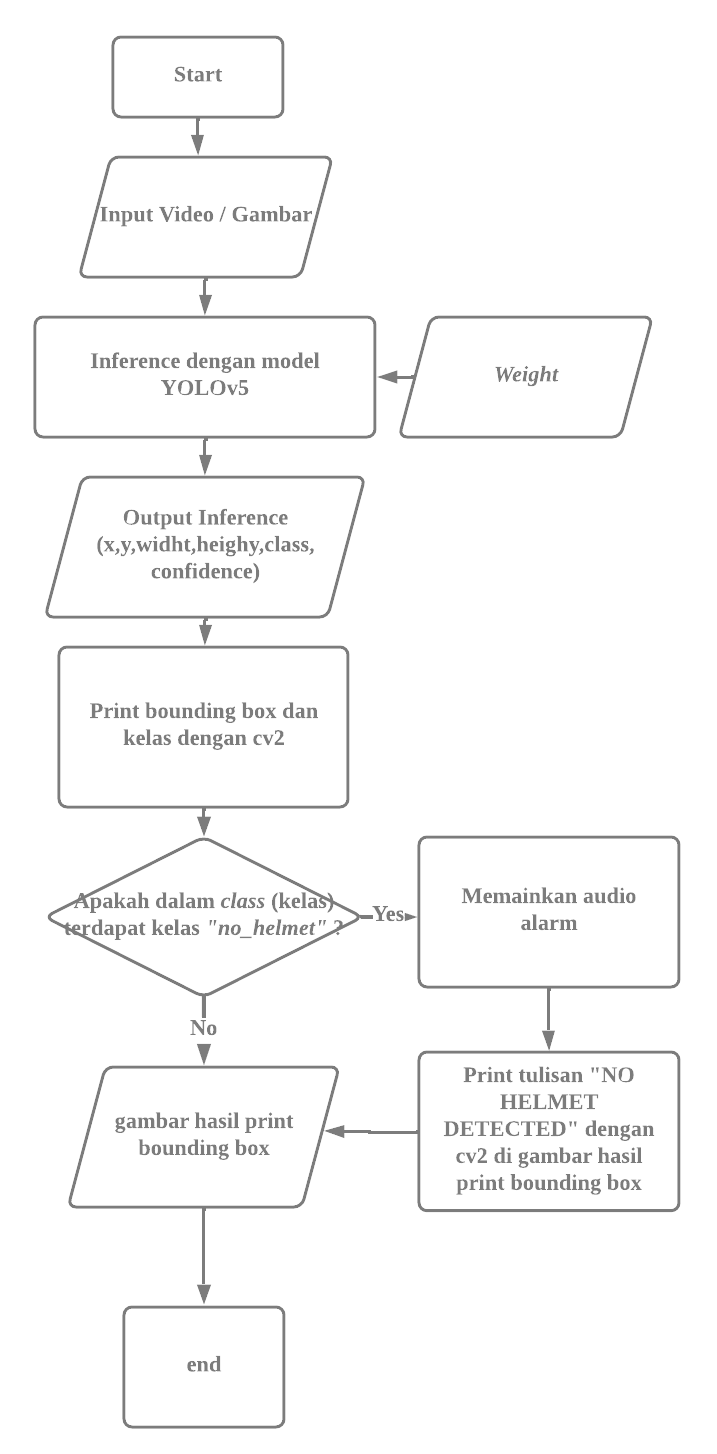 Start
Input Video / Gambar
Inference dengan model
YOLOv5
Weight
Output Inference
(x,y,widht,heighy,class,
confidence)
Print bounding box dan
kelas dengan cv2
Apakah dalam class (kelas)
terdapat kelas "no_helmet" ?
Yes
Memainkan audio
alarm
No
Print tulisan "NO
HELMET
DETECTED" dengan
cv2 di gambar hasil
print bounding box
gambar hasil print
bounding box
end